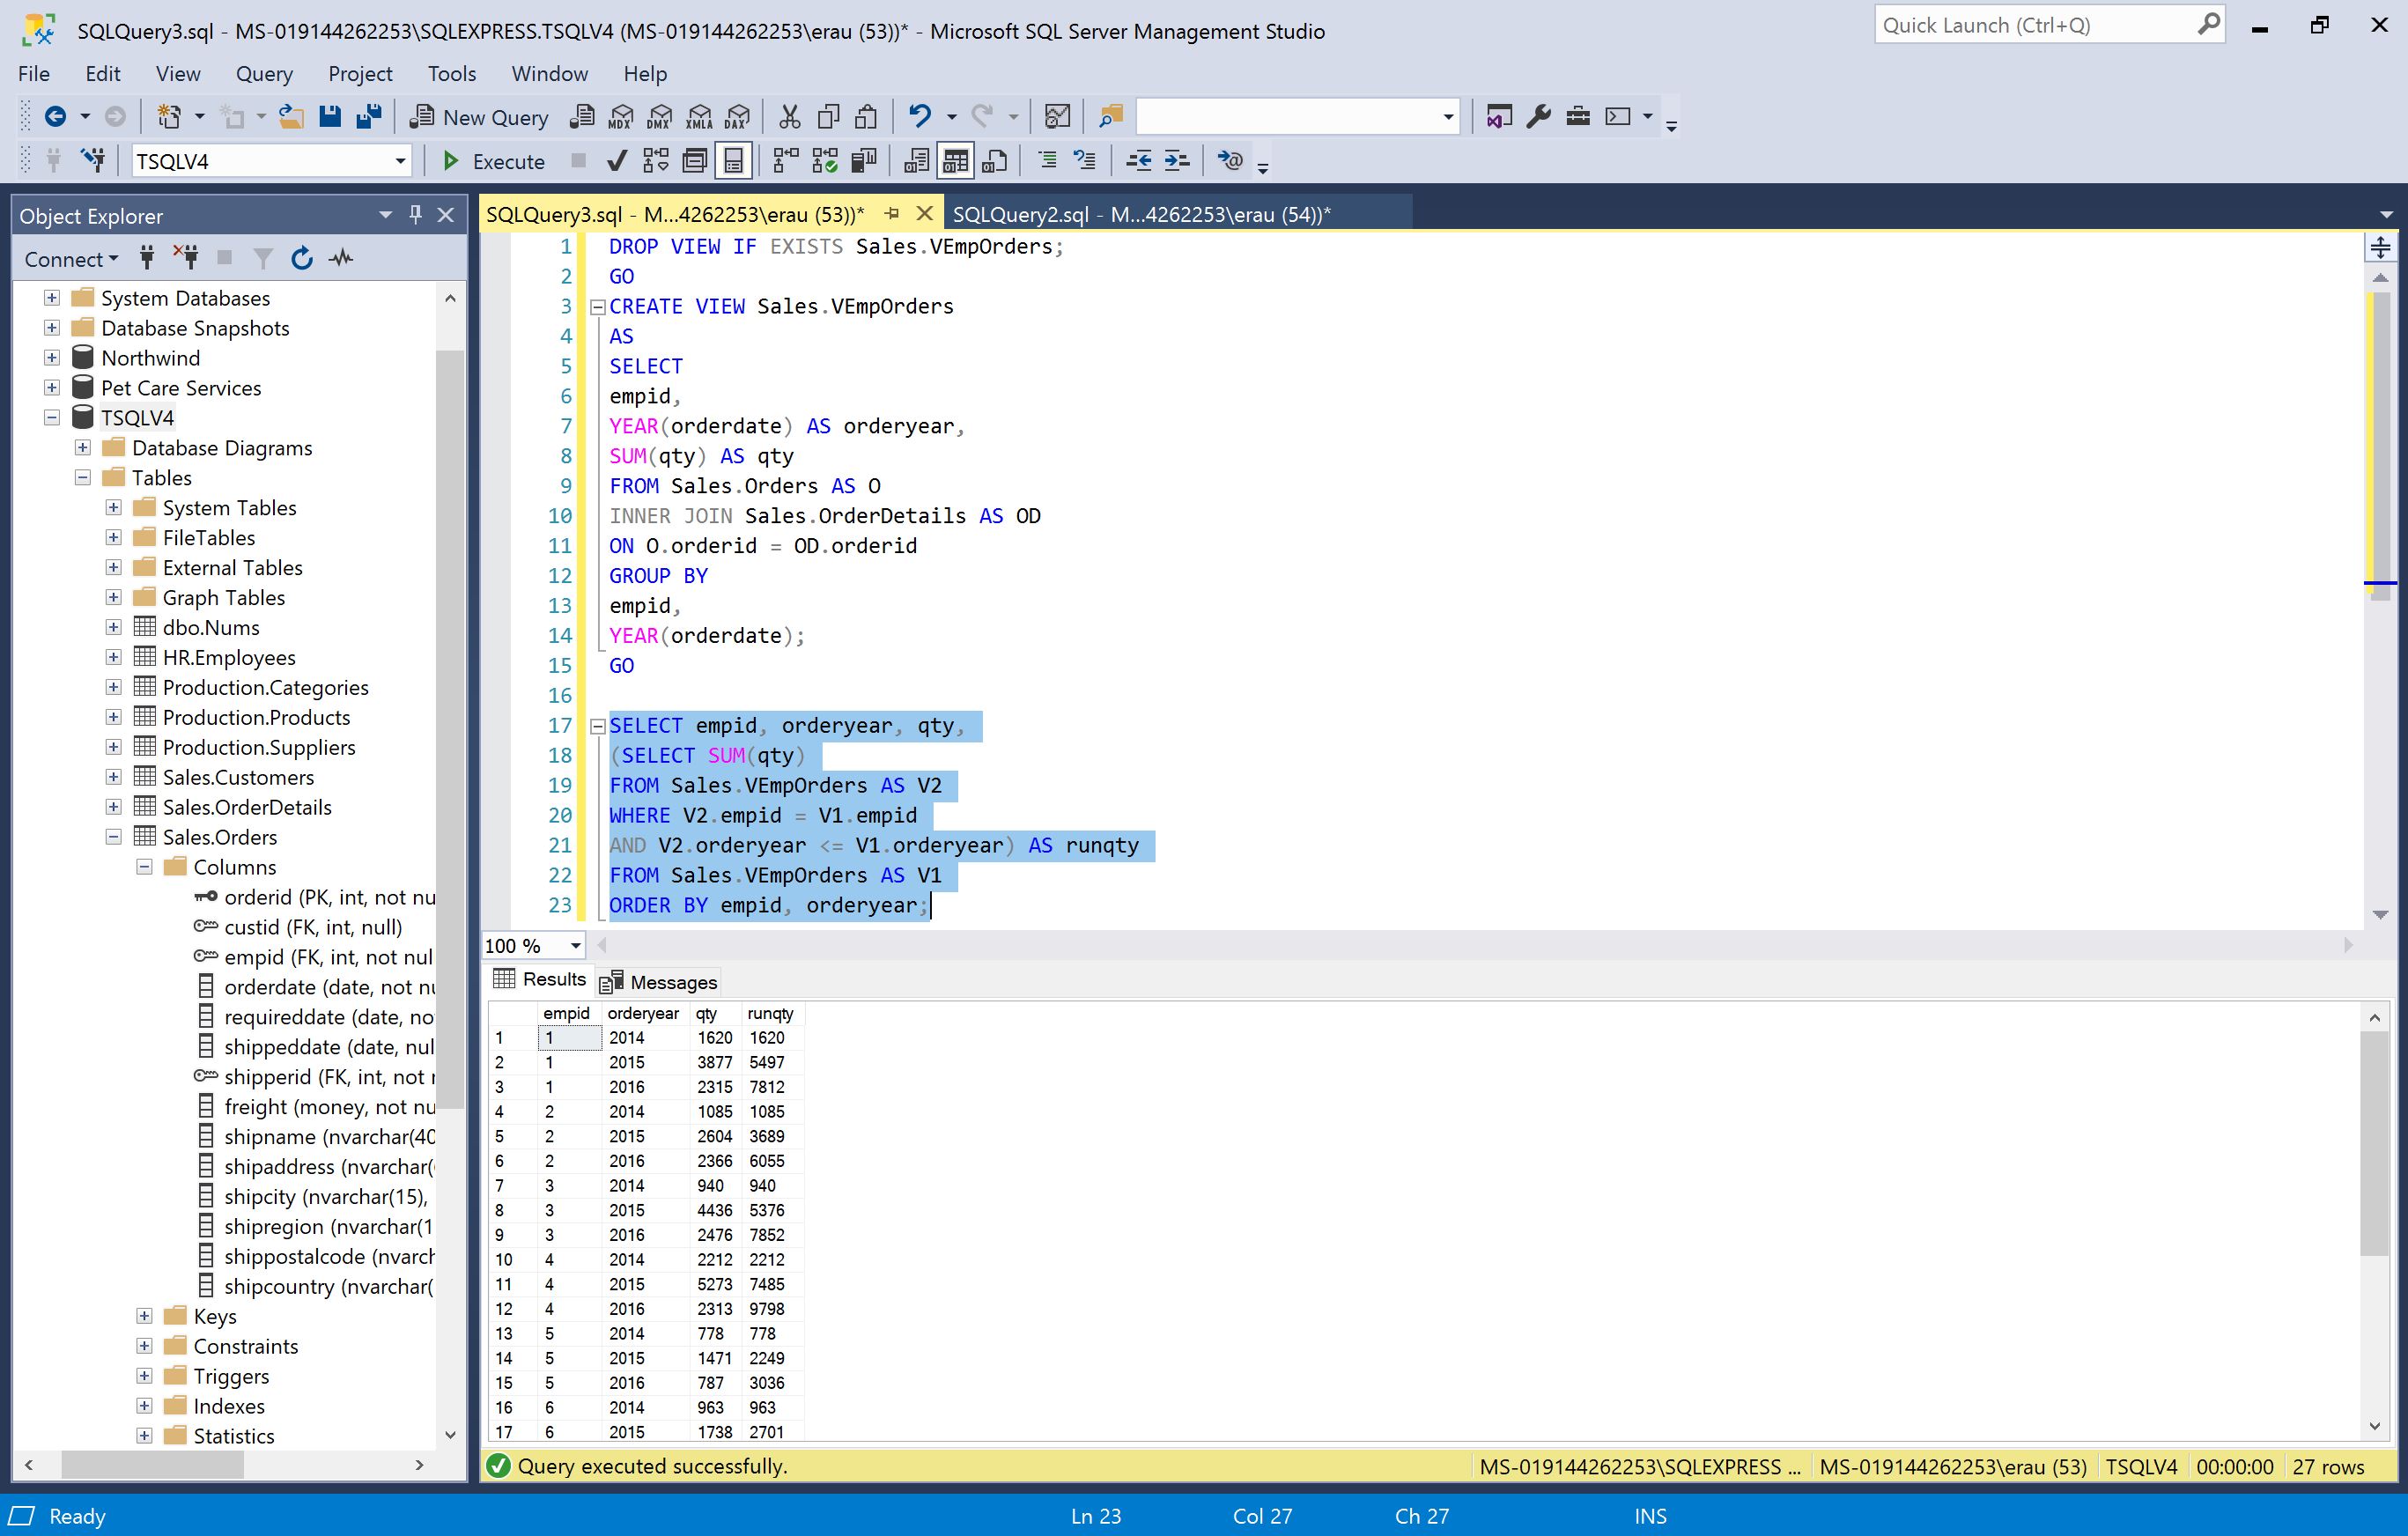 SQLQuery3.sql - MS-019144262253\SQLEXPRESS.TSQLV4 (MS-019144262253\erau (53))* - Microsoft SQL Server Management Studio
Quick Launch (Ctrl+Q)
File Edit View Query Project Tools Window Help
New Query MDX DMX XMLA DAX
TSQLV4 Execute
Object Explorer
Connect
System Databases
Database Snapshots
Northwind
Pet Care Services
TSQLV4
Database Diagrams
Tables
System Tables
FileTables
External Tables
Graph Tables
dbo.Nums
HR.Employees
Production.Categories
Production.Products
Production.Suppliers
Sales.Customers
Sales.OrderDetails
Sales.Orders
Columns
orderid (PK, int, not nu
custid (FK, int, null)
empid (FK, int, not nul
orderdate (date, not nu
requireddate (date, no
shippeddate (date, nul
shipperid (FK, int, not
freight (money, not nu
shipname (nvarchar(40
shipaddress (nvarchar(
shipcity (nvarchar(15),
shipregion (nvarchar(1
shippostalcode (nvarch
shipcountry (nvarchar(
Keys
Constraints
Triggers
Indexes
Statistics
SQLQuery3.sql - M...4262253\erau (53))* SQLQuery2.sql - M...4262253\erau (54))*
1 DROP VIEW IF EXISTS Sales.VEmpOrders;
2 GO
3 CREATE VIEW Sales.VEmpOrders
4 AS
5 SELECT
6 empid,
7 YEAR(orderdate) AS orderyear,
8 SUM(qty) AS qty
9 FROM Sales.Orders AS O
10 INNER JOIN Sales.OrderDetails AS OD
11 ON O.orderid = OD.orderid
12 GROUP BY
13 empid,
14 YEAR(orderdate);
15 GO
16
17 SELECT empid, orderyear, qty,
18 (SELECT SUM(qty)
19 FROM Sales.VEmpOrders AS V2
20 WHERE V2.empid = V1.empid
21 AND V2.orderyear <= V1.orderyear) AS runqty
22 FROM Sales.VEmpOrders AS V1
23 ORDER BY empid, orderyear;
100 %
Results Messages
empid orderyear qty runqty
1 1 2014 1620 1620
2 1 2015 3877 5497
3 1 2016 2315 7812
4 2 2014 1085 1085
5 2 2015 2604 3689
6 2 2016 2366 6055
7 3 2014 940 940
8 3 2015 4436 5376
9 3 2016 2476 7852
10 4 2014 2212 2212
11 4 2015 5273 7485
12 4 2016 2313 9798
13 5 2014 778 778
14 5 2015 1471 2249
15 5 2016 787 3036
16 6 2014 963 963
17 6 2015 1738 2701
Query executed successfully. MS-019144262253\SQLEXPRESS ... MS-019144262253\erau (53) TSQLV4 00:00:00 27 rows
Ready Ln 23 Col 27 Ch 27 INS